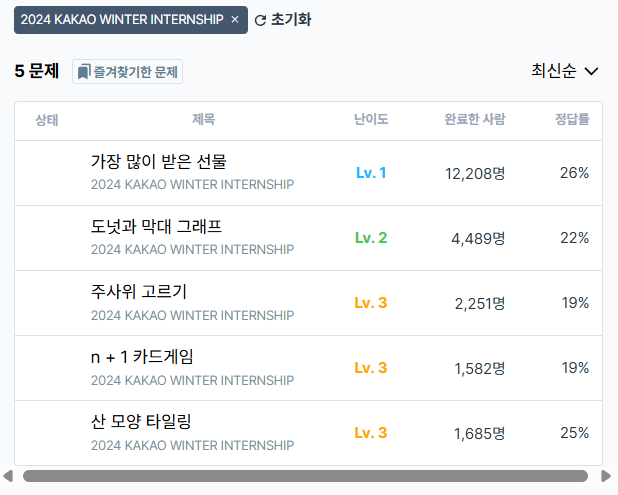 2024 KAKAO WINTER INTERNSHIP × 초기화
5 문제 즐겨찾기한 문제 최신순
상태 제목 난이도 완료한 사람 정답률
가장 많이 받은 선물
2024 KAKAO WINTER INTERNSHIP Lv. 1 12,208명 26%
도넛과 막대 그래프
2024 KAKAO WINTER INTERNSHIP Lv. 2 4,489명 22%
주사위 고르기
2024 KAKAO WINTER INTERNSHIP Lv. 3 2,251명 19%
n + 1 카드게임
2024 KAKAO WINTER INTERNSHIP Lv. 3 1,582명 19%
산 모양 타일링
2024 KAKAO WINTER INTERNSHIP Lv. 3 1,685명 25%